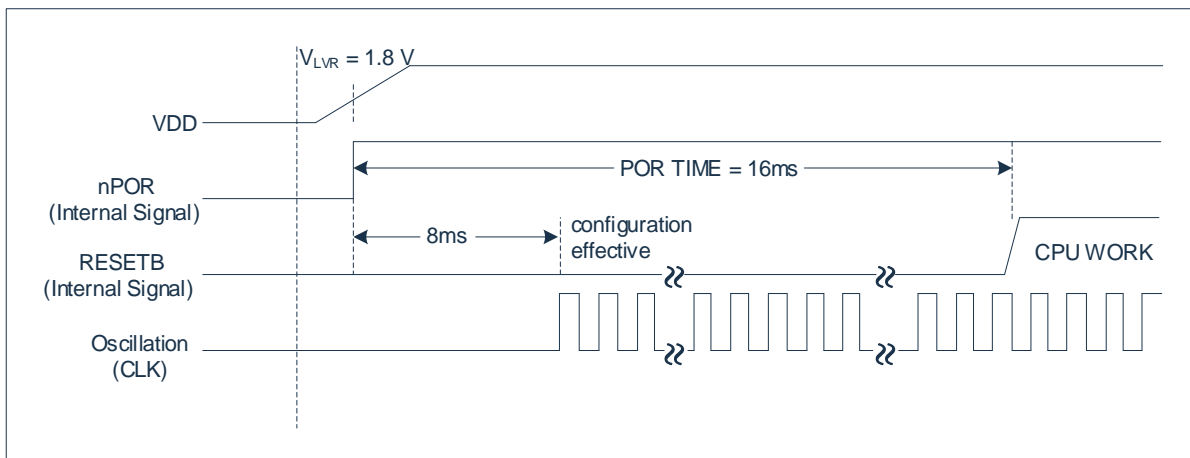 VLVR = 1.8 V
VDD
nPOR
(Internal Signal)
POR TIME = 16ms
8ms
configuration
effective
RESETB
(Internal Signal)
CPU WORK
Oscillation
(CLK)